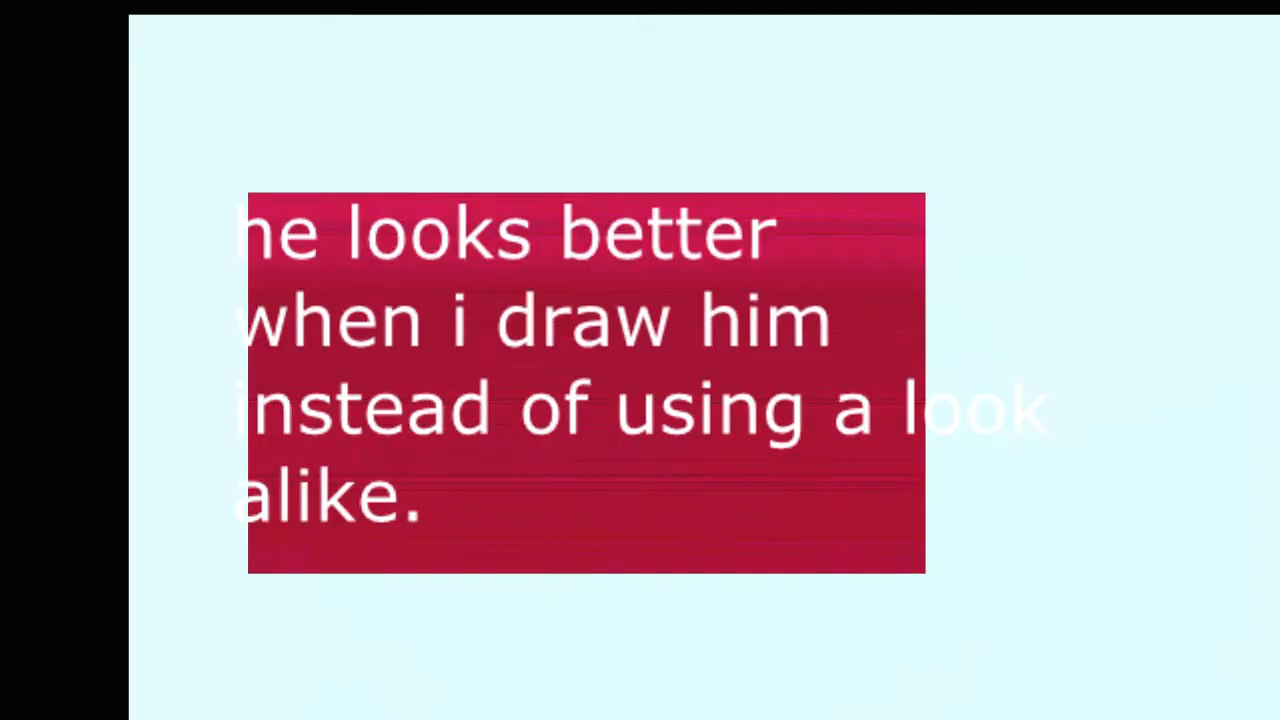 he looks better
when i draw him
instead of using a look
alike.